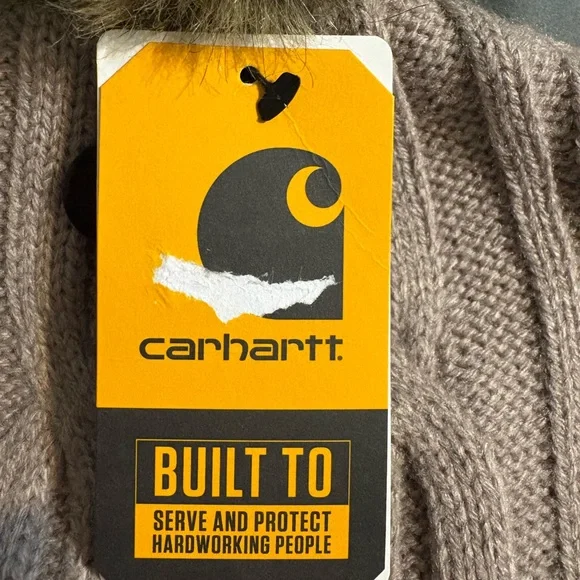 carhartt.
BUILT TO
SERVE AND PROTECT
HARDWORKING PEOPLE